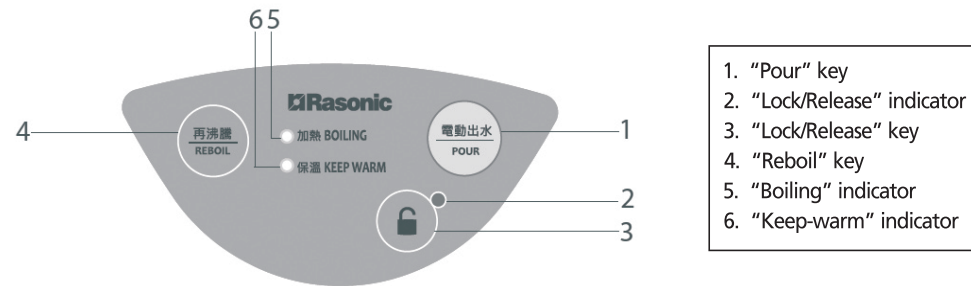 65
Rasonic
4
再沸騰
REBOIL
加熱 BOILING
保溫 KEEP WARM
電動出水
POUR
1
2
3
1. “Pour” key
2. “Lock/Release” indicator
3. “Lock/Release” key
4. “Reboil” key
5. “Boiling” indicator
6. “Keep-warm” indicator